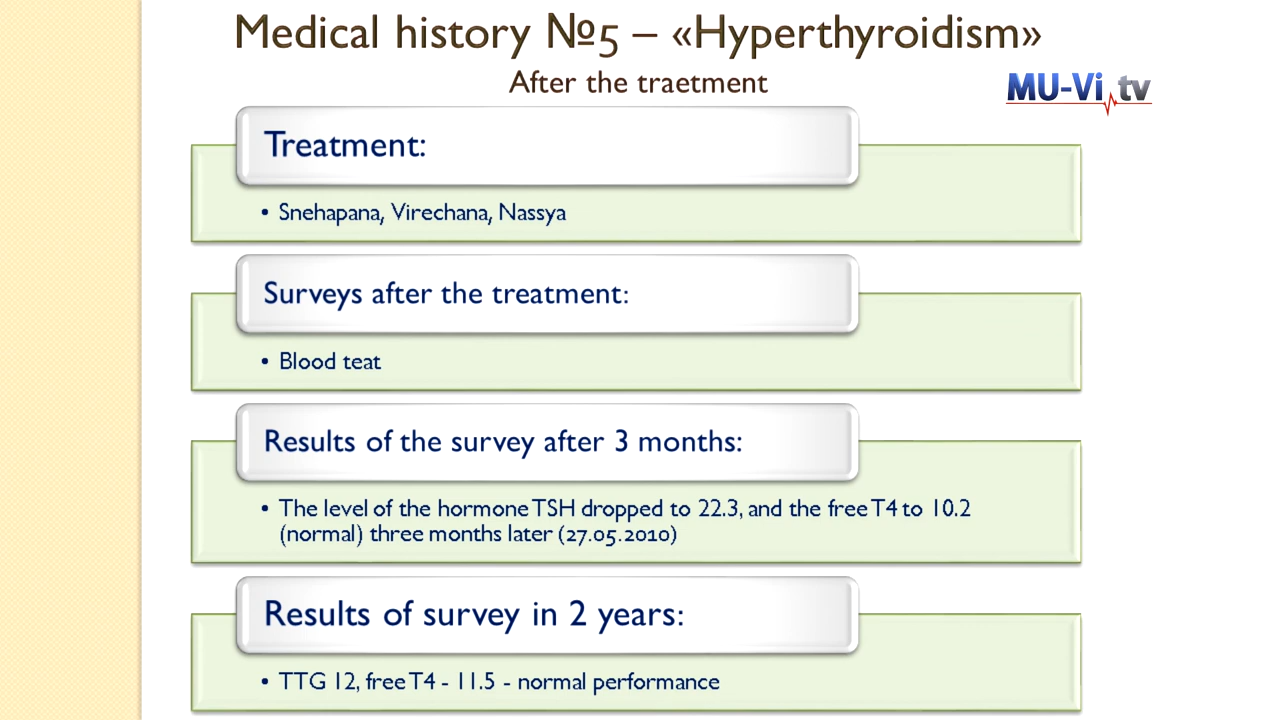 Medical history №5 – «Hyperthyroidism»
After the traetment
MU-Vi.tv
Treatment:
• Snehapana, Virechana, Nassya
Surveys after the treatment:
• Blood teat
Results of the survey after 3 months:
• The level of the hormone TSH dropped to 22.3, and the free T4 to 10.2
(normal) three months later (27.05.2010)
Results of survey in 2 years:
• TTG 12, free T4 - 11.5 - normal performance